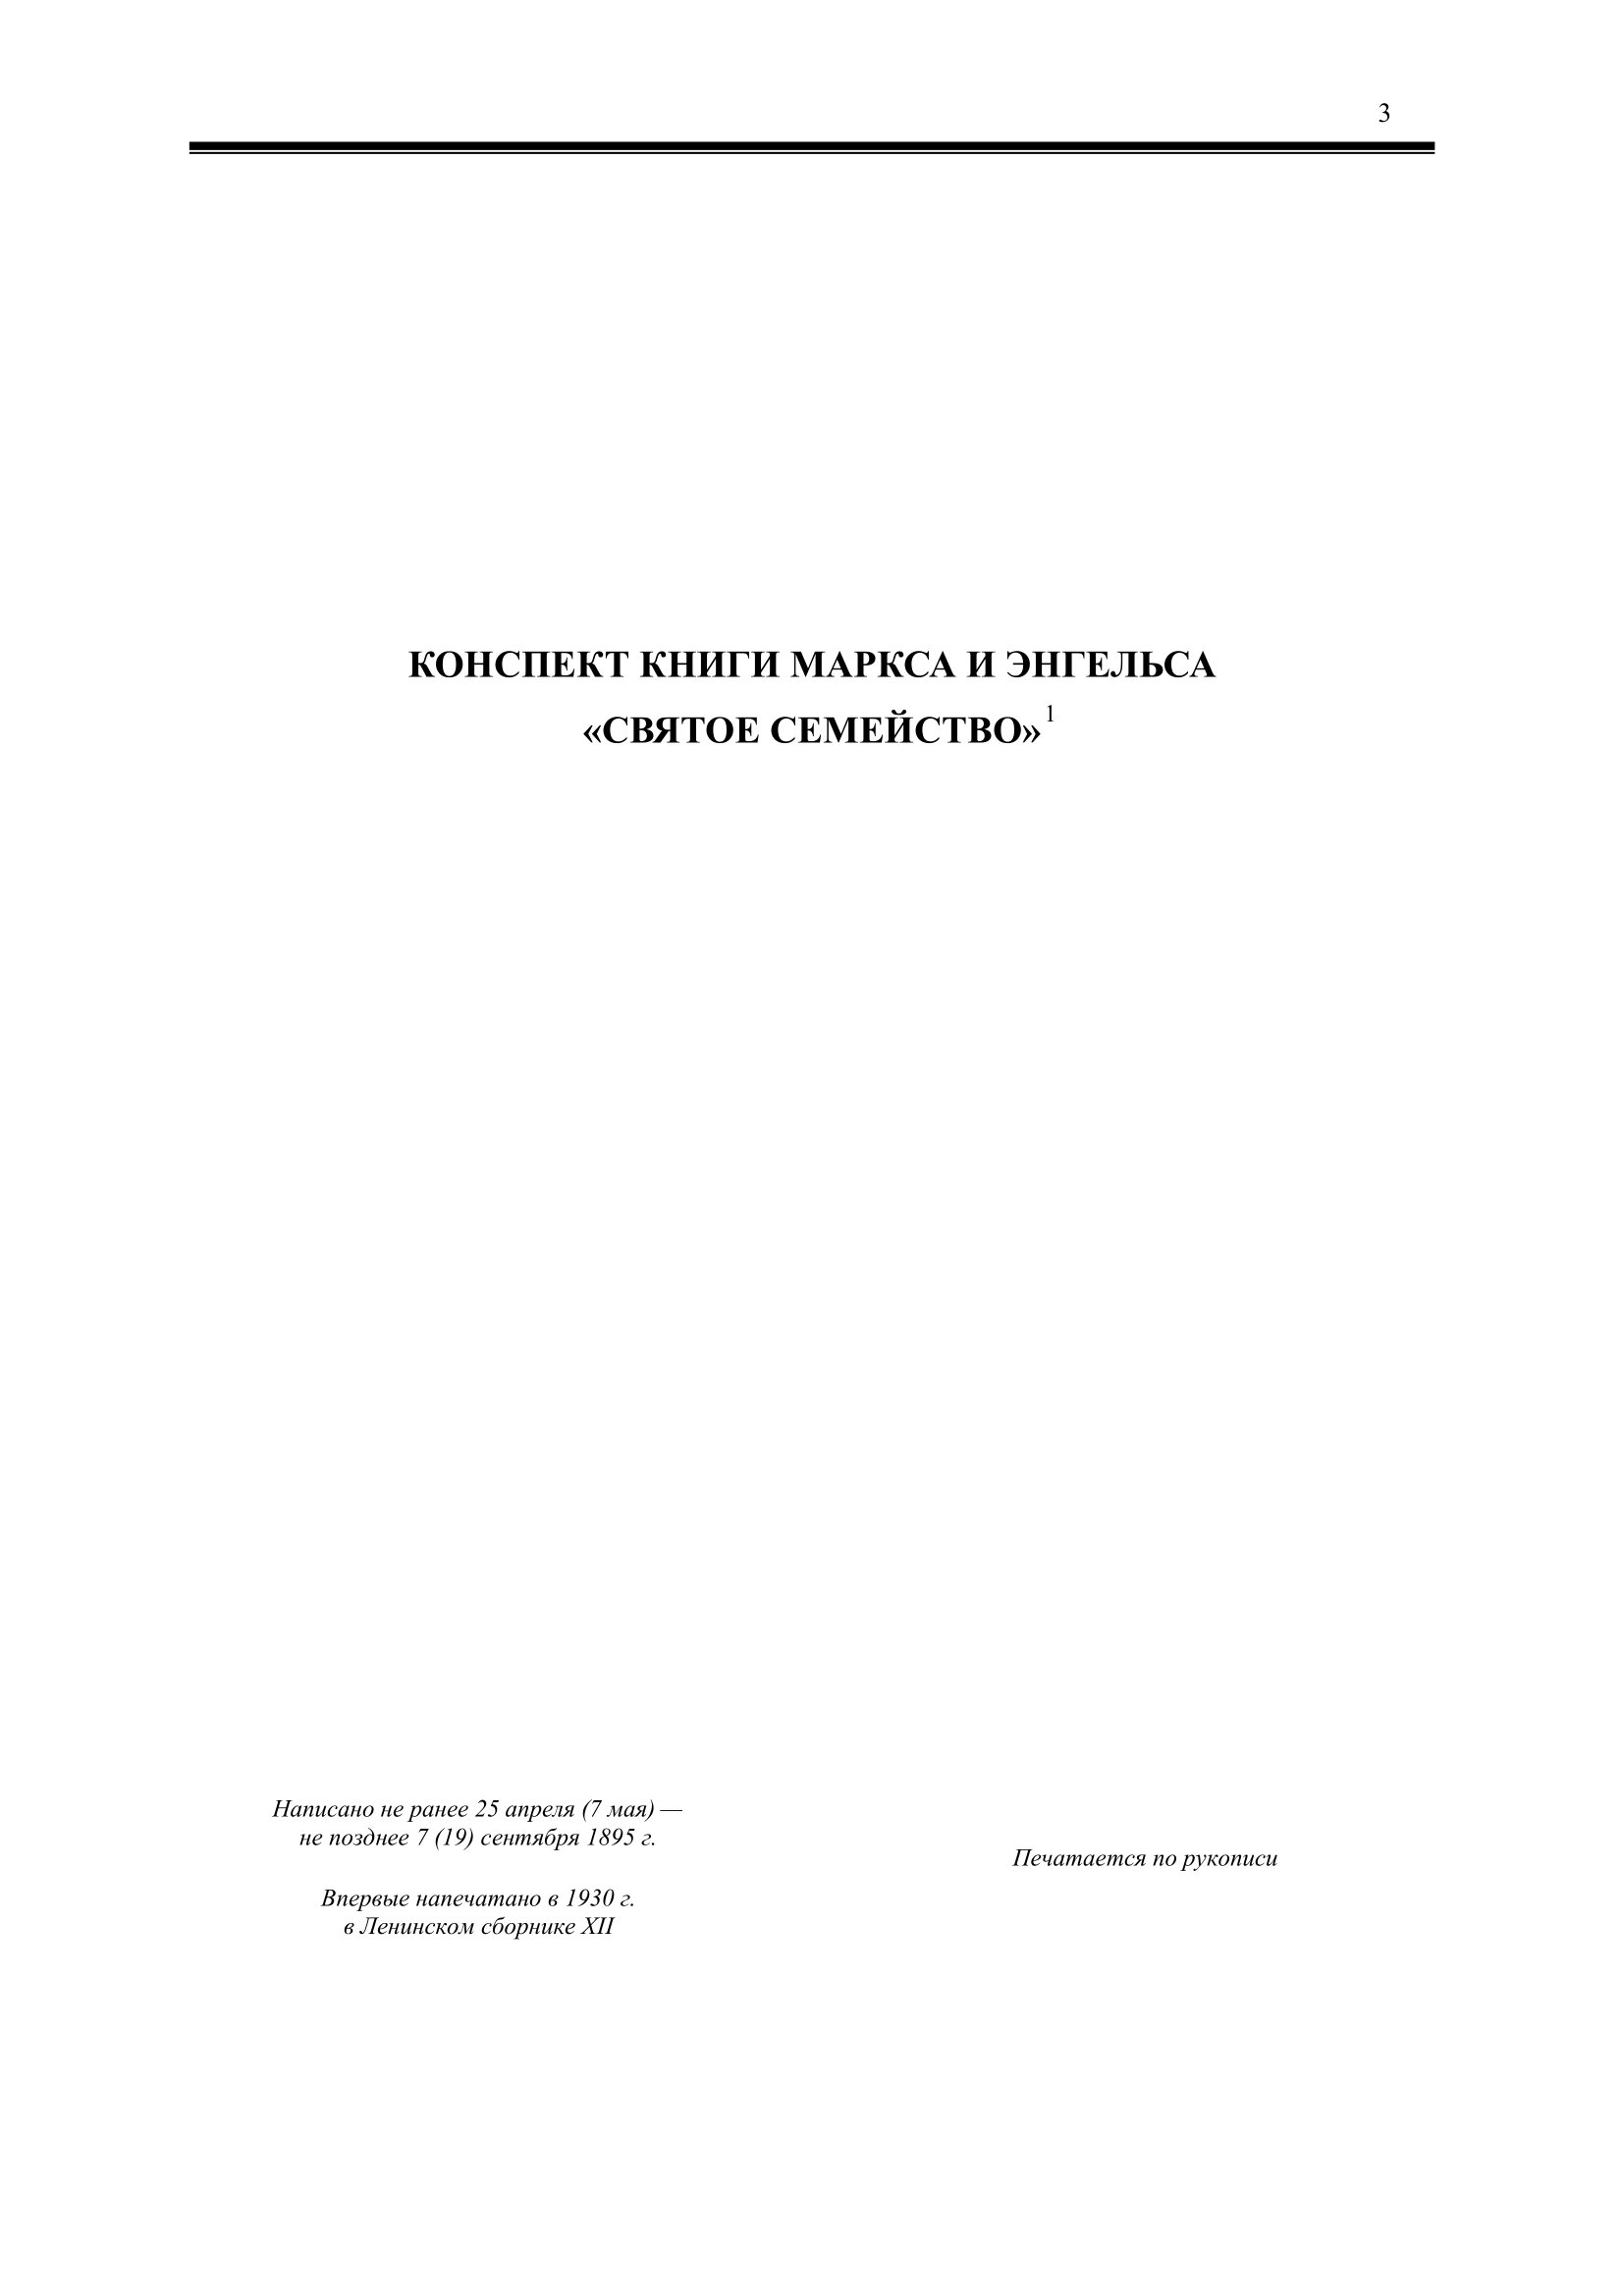 3
КОНСПЕКТ КНИГИ МАРКСА И ЭНГЕЛЬСА
«СВЯТОЕ СЕМЕЙСТВО» 1
Написано не ранее 25 апреля (7 мая) —
не позднее 7 (19) сентября 1895 г.
Впервые напечатано в 1930 г.
в Ленинском сборнике XII
Печатается по рукописи